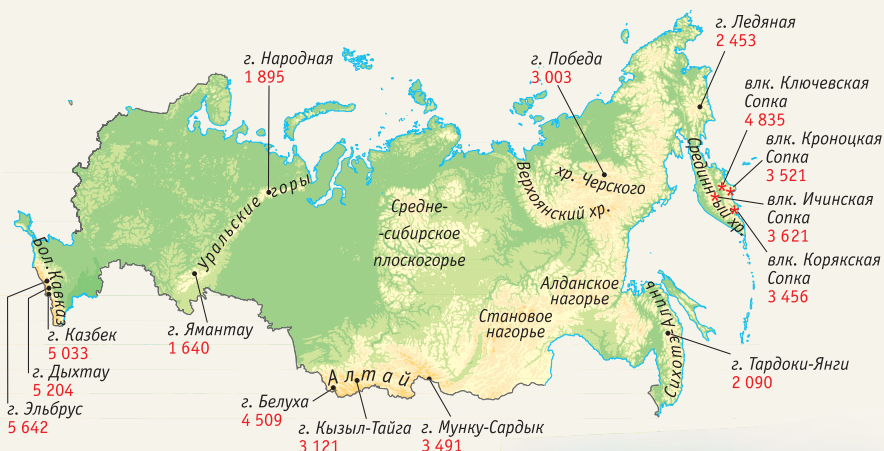 г. Ледяная
2 453
г. Народная
1 895
г. Победа
3 003
влк. Ключевская
Сопка
4 835
влк. Кроноцкая
Сопка
3 521
влк. Ичинская
Сопка
3 621
влк. Корякская
Сопка
3 456
Срединный хр.
хр. Черского
Верхоянский хр.
Уральские горы
Средне-
-сибирское
плоскогорье
Бол. Кавказ
Алданское
нагорье
Становое
нагорье
Сихотэ-Алинь
г. Ямантау
1 640
г. Казбек
5 033
г. Дыхтау
5 204
г. Эльбрус
5 642
Алтай
г. Белуха
4 509
г. Кызыл-Тайга
3 121
г. Мунку-Сардык
3 491
г. Тардоки-Янги
2 090